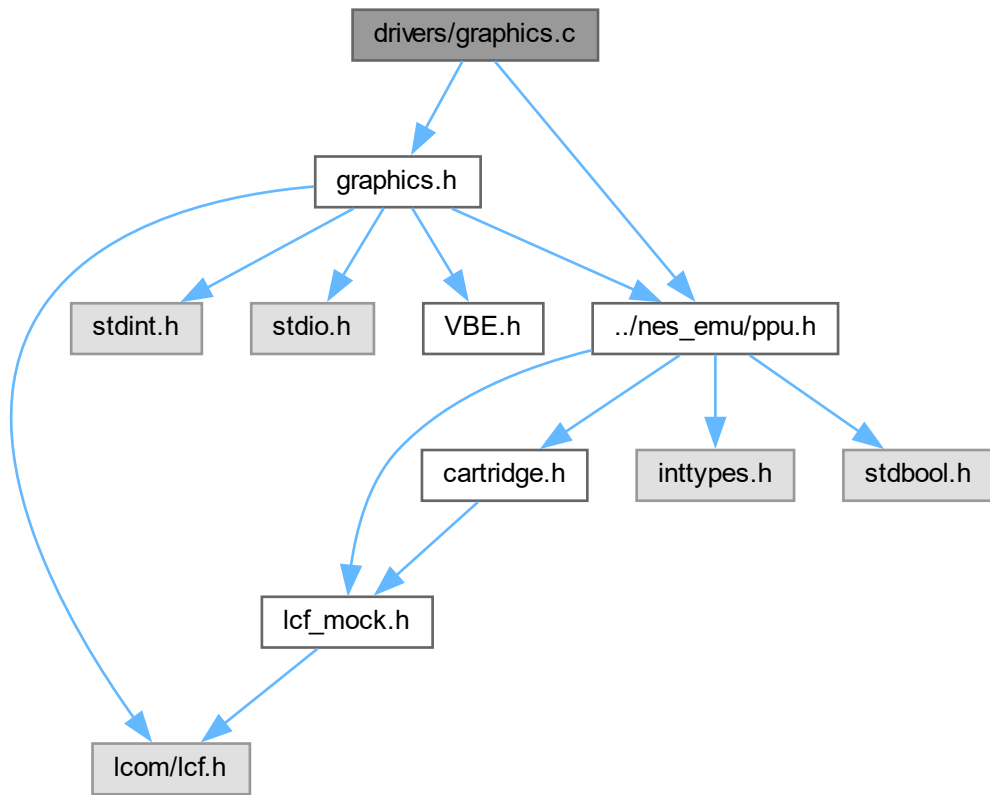 drivers/graphics.c
graphics.h
stdint.h
stdio.h
VBE.h
../nes_emu/ppu.h
cartridge.h
inttypes.h
stdbool.h
lcf_mock.h
lcom/lcf.h